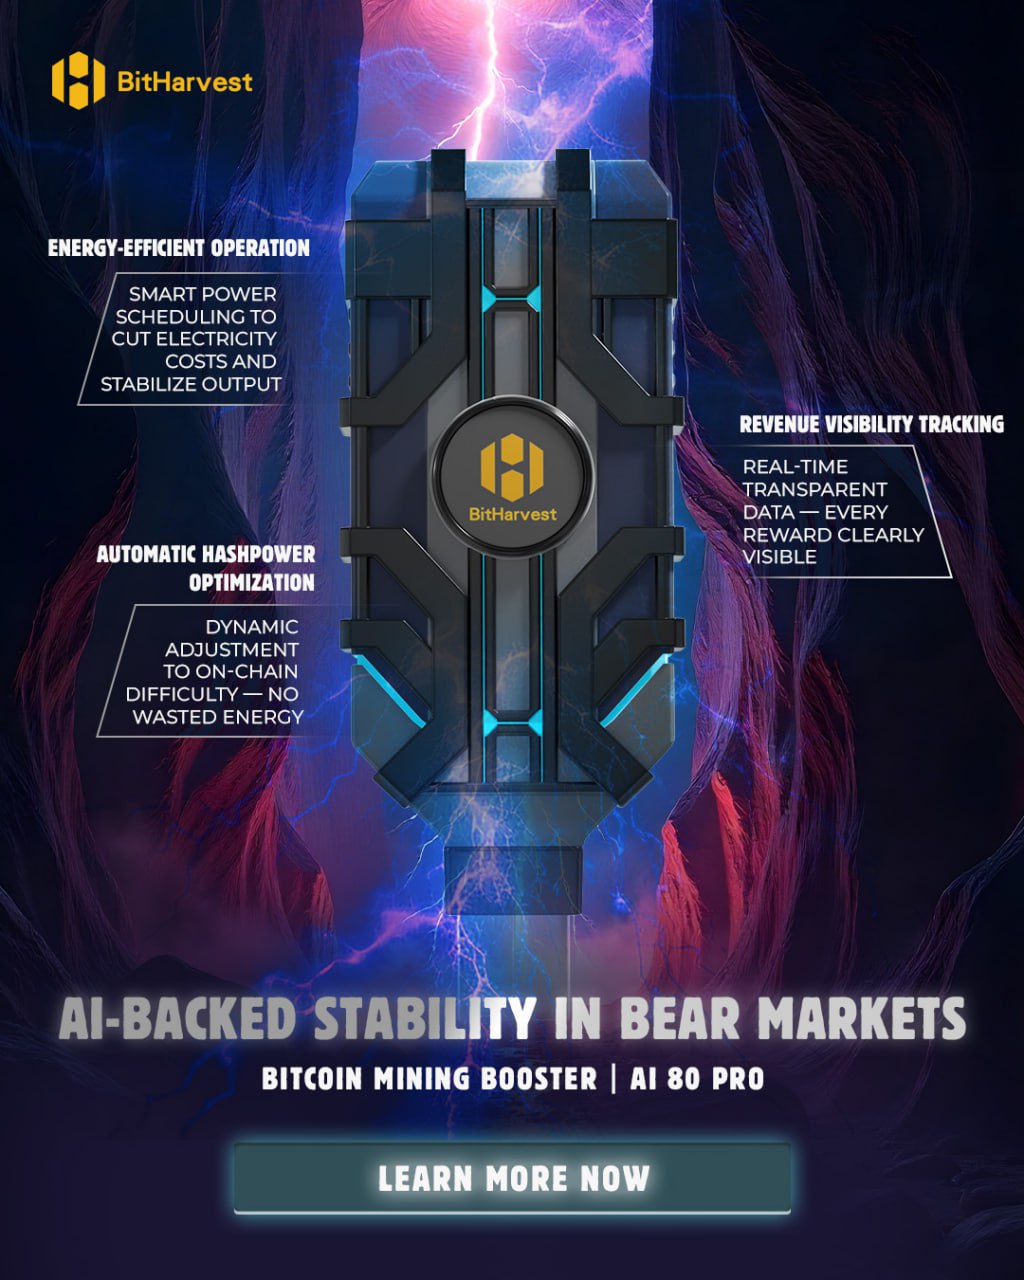 BitHarvest
ENERGY-EFFICIENT OPERATION
SMART POWER
SCHEDULING TO
CUT ELECTRICITY
COSTS AND
STABILIZE OUTPUT
REVENUE VISIBILITY TRACKING
REAL-TIME
TRANSPARENT
DATA — EVERY
REWARD CLEARLY
VISIBLE
BitHarvest
AUTOMATIC HASHPOWER
OPTIMIZATION
DYNAMIC
ADJUSTMENT
TO ON-CHAIN
DIFFICULTY — NO
WASTED ENERGY
AI-BACKED STABILITY IN BEAR MARKETS
BITCOIN MINING BOOSTER | AI 80 PRO
LEARN MORE NOW